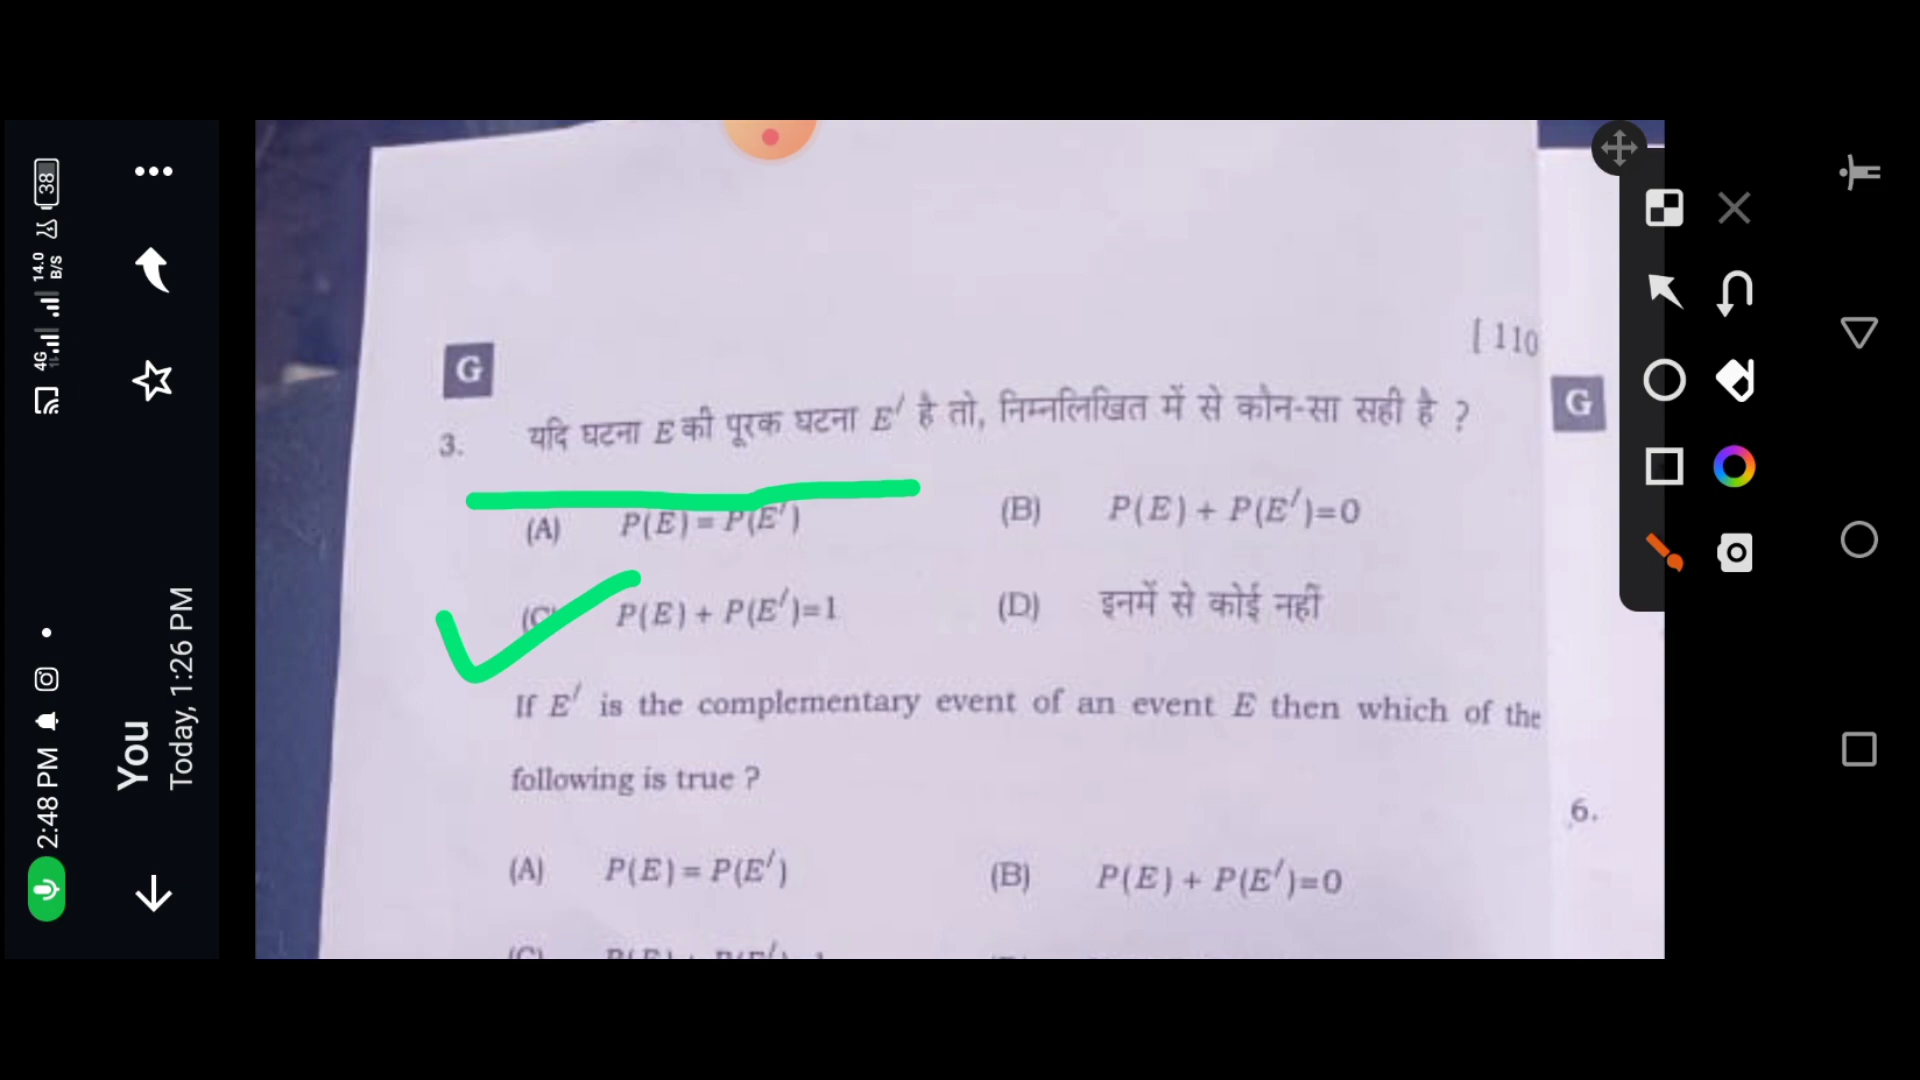 2:48 PM
14.0 B/S
4G
38
You
Today, 1:26 PM
[ 110
G
G
3. यदि घटना E की पूरक घटना E′ है तो, निम्नलिखित में से कौन-सा सही है ?
(A) P(E) = P(E′) (B) P(E) + P(E′)=0
(C) P(E) + P(E′)=1 (D) इनमें से कोई नहीं
If E′ is the complementary event of an event E then which of the
following is true ?
6.
(A) P(E) = P(E′) (B) P(E) + P(E′)=0